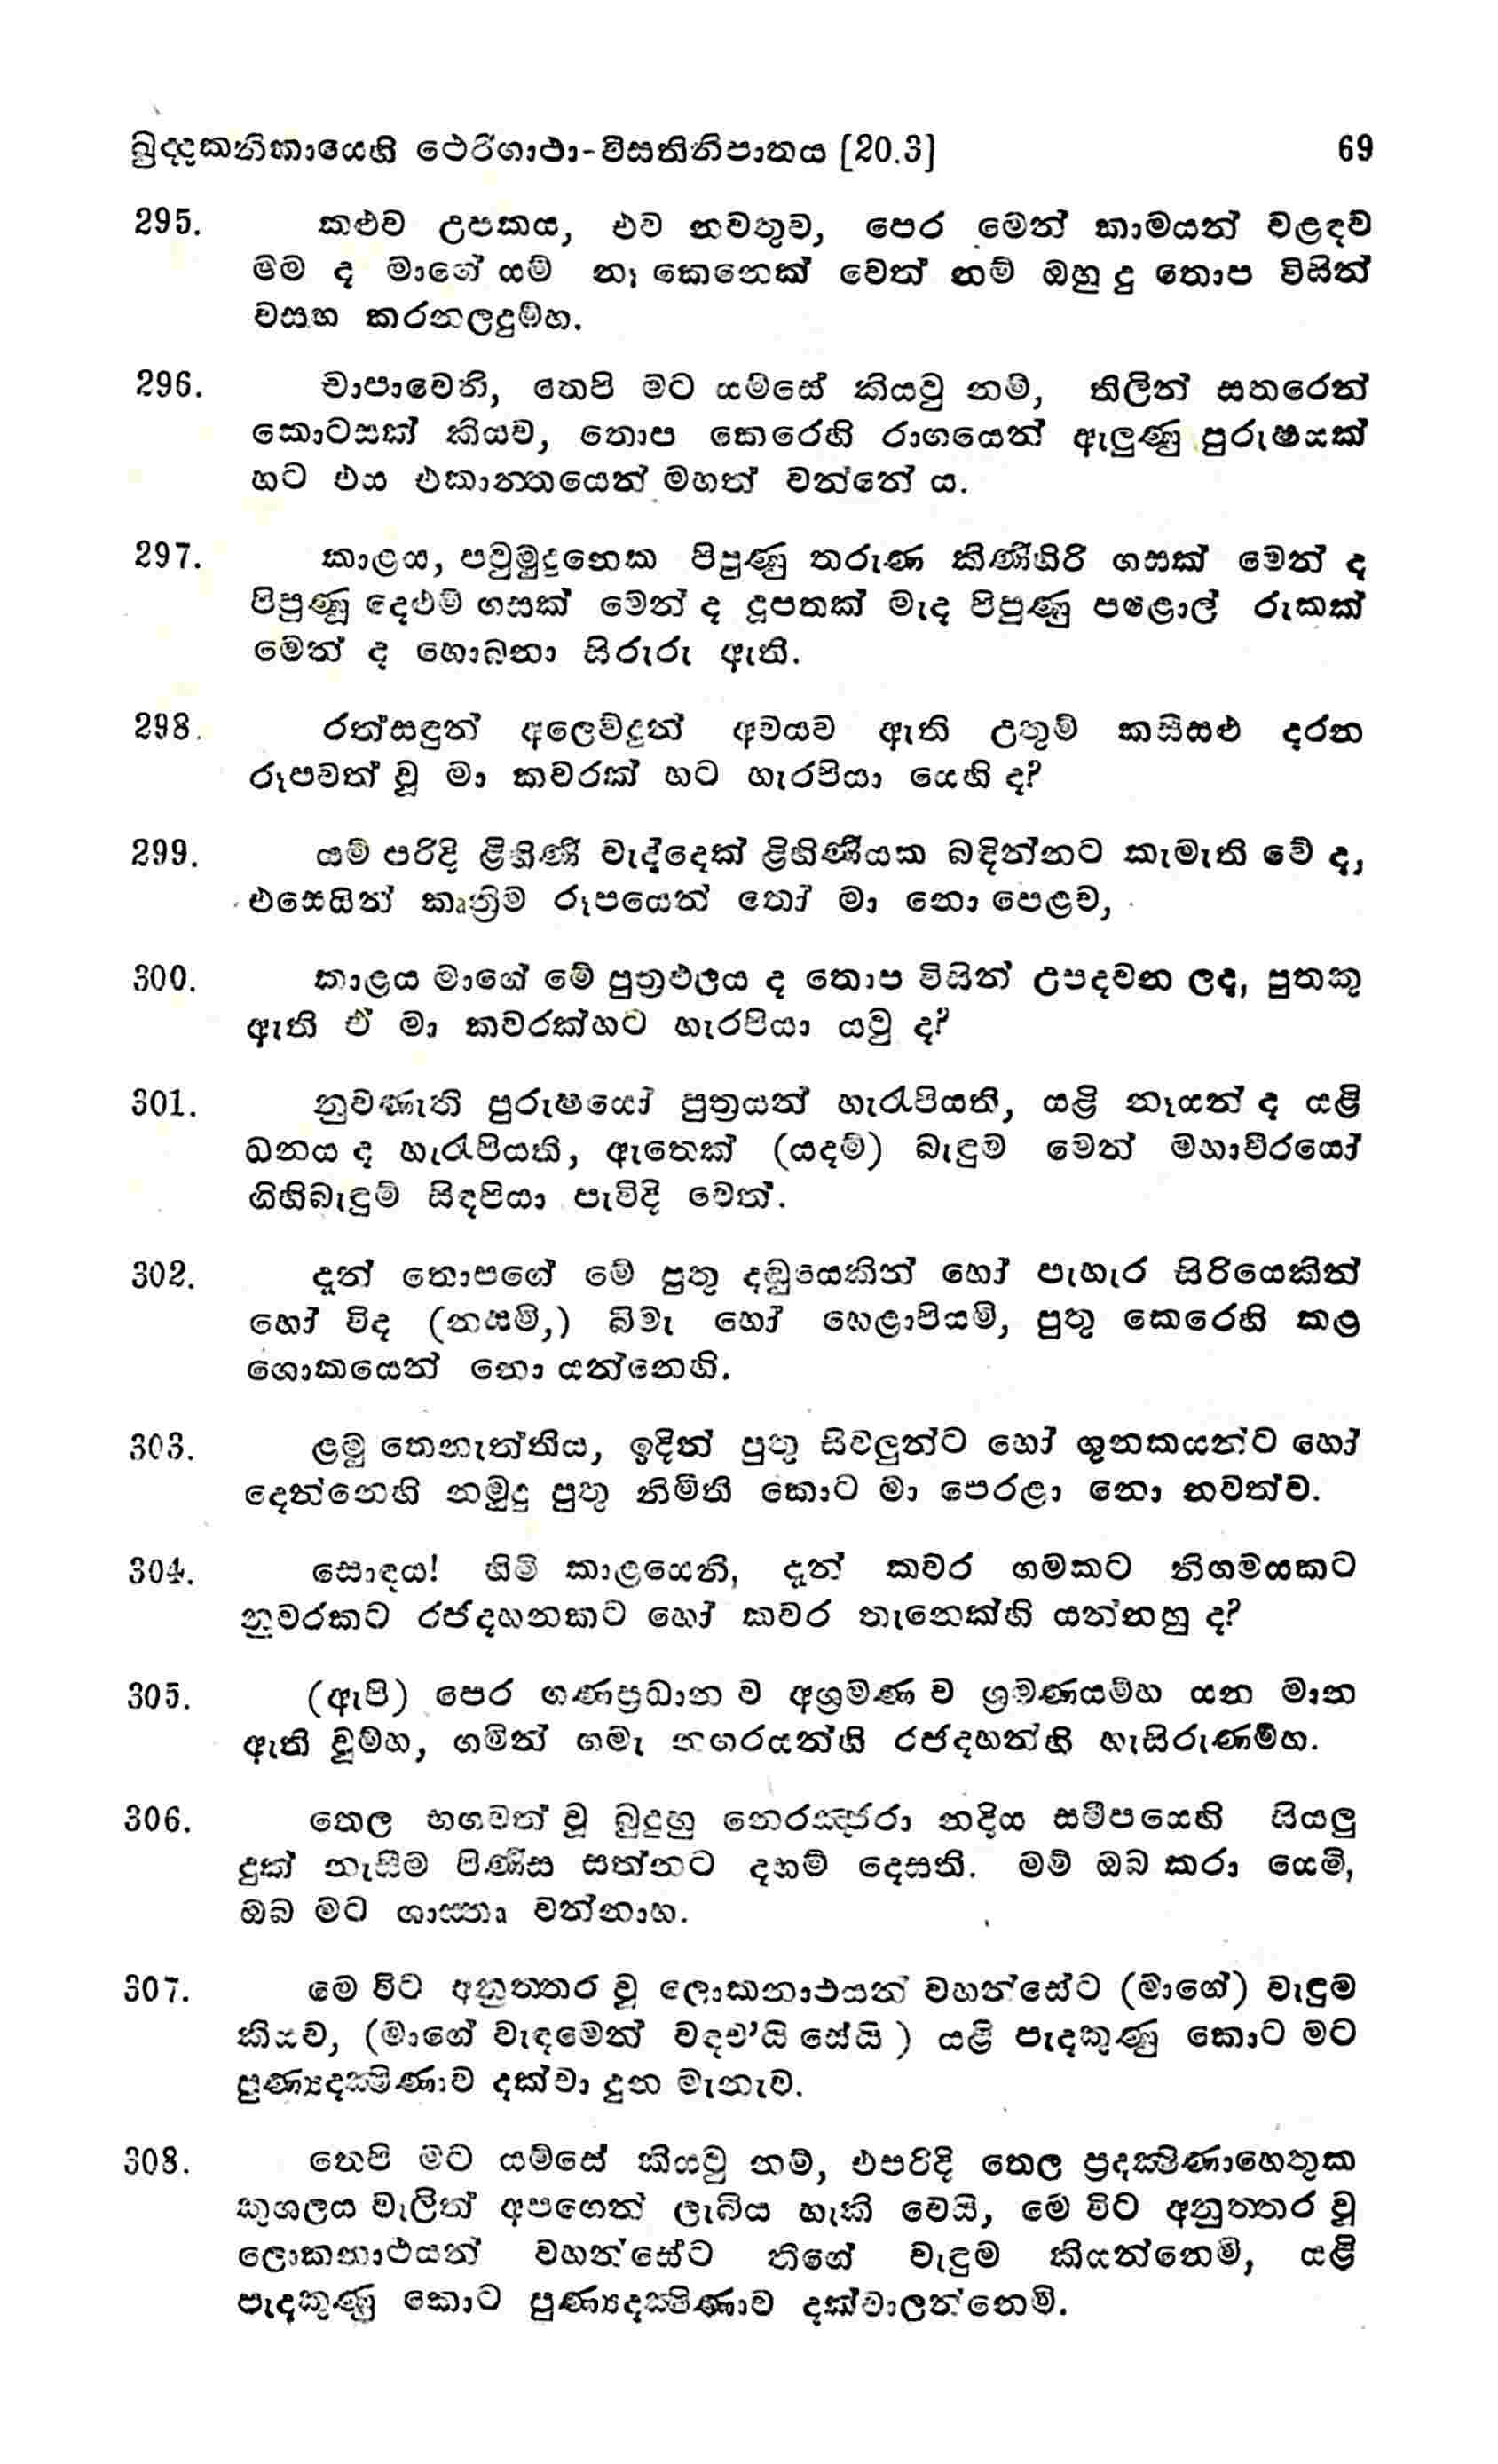 ඛුද්දකනිකායෙහි ථෙරිගාථා-විසතිනිපාතය [20.3] 69
295. කළුව උපකය, එව නවතුව, පෙර මෙන් කාමයන් වළඳව
මම ද මාගේ යම් නෑ කෙනෙක් වෙත් නම් ඔහු දු තොප විසින්
වසඟ කරනලදුම්හ.
296. චාපාවෙනි, තෙපි මට යම්සේ කියවු නම්, තිලින් සතරෙන්
කොටසක් කියව, තොප කෙරෙහි රාගයෙන් ඇලුණු පුරුෂයක්
හට එය එකාන්තයෙන් මහත් වන්නේ ය.
297. කාළය, පවුමුදුනෙක පිපුණු තරුණ කිණිහිරි ගසක් මෙන් ද
පිපුණු දෙළුම් ගසක් මෙන් ද දූපතක් මැද පිපුණු පළොල් රුකක්
මෙන් ද හොබනා සිරුරු ඇති.
298. රත්සඳුන් අලෙව්දුන් අවයව ඇති උතුම් කසිසළු දරන
රූපවත් වූ මා කවරක් හට හැරපියා යෙහි ද?
299. යම් පරිදි ළිහිණි වැද්දෙක් ළිහිණියක බදින්නට කැමැති වේ ද,
එසෙයින් කෘත්‍රිම රූපයෙන් තෝ මා නො පෙළව,
300. කාළය මාගේ මේ පුත්‍රඵලය ද තොප විසින් උපදවන ලද, පුතකු
ඇති ඒ මා කවරක්හට හැරපියා යවු ද?
301. නුවණැති පුරුෂයෝ පුත්‍රයන් හැරපියති, යළි නෑයන් ද යළි
ධනය ද හැරපියති, ඇතෙක් (යදම්) බැඳුම මෙන් මහාවීරයෝ
ගිහිබැඳුම් සිඳපියා පැවිදි වෙත්.
302. දැන් තොපගේ මේ පුතු දඬුයෙකින් හෝ පැහැර සිරියෙකින්
හෝ විද (නසමි,) බිමැ හෝ හෙළාපියමි, පුතු කෙරෙහි කළ
ශොකයෙන් නො යන්නෙහි.
303. ළමු තෙනැත්තිය, ඉදින් පුතු සිවලුන්ට හෝ ශුනකයන්ට හෝ
දෙන්නෙහි නමුදු පුතු නිමිති කොට මා පෙරළා නො නවත්ව.
304. සොඳය! හිමි කාළයෙනි, දැන් කවර ගමකට නිගමයකට
නුවරකට රජදහනකට හෝ කවර තැනෙක්හි යන්නහු ද?
305. (ඇපි) පෙර ගණප්‍රධාන ව අශ්‍රමණ ව ශ්‍රමණයම්හ යන මාන
ඇති වූම්හ, ගමින් ගමැ නගරයන්හි රජදහන්හි හැසිරුණම්හ.
306. තෙල භගවත් වූ බුදුහු නෙරඤ්ජරා නදිය සමීපයෙහි සියලු
දුක් නැසීම පිණිස සත්නට දහම් දෙසති. මම් ඔබ කරා යෙමි,
ඔබ මට ශාස්තෘ වන්නාහ.
307. මෙ විට අනුත්තර වූ ලොකනාථයන් වහන්සේට (මාගේ) වැඳුම
කියව, (මාගේ වැඳමෙන් වදව'යි සේයි) යළි පැදකුණු කොට මට
පුණ්‍යදක්ෂිණාව දක්වා දුන මැනැව.
308. තෙපි මට යම්සේ කියවු නම්, එපරිදි තෙල ප්‍රදක්ෂිණාහෙතුක
කුශලය වැලින් අපගෙන් ලැබිය හැකි වෙයි, මෙ විට අනුත්තර වූ
ලොකනාථයන් වහන්සේට තිගේ වැඳුම කියන්නෙමි, යළි
පැදකුණු කොට පුණ්‍යදක්ෂිණාව දක්වාලන්නෙමි.